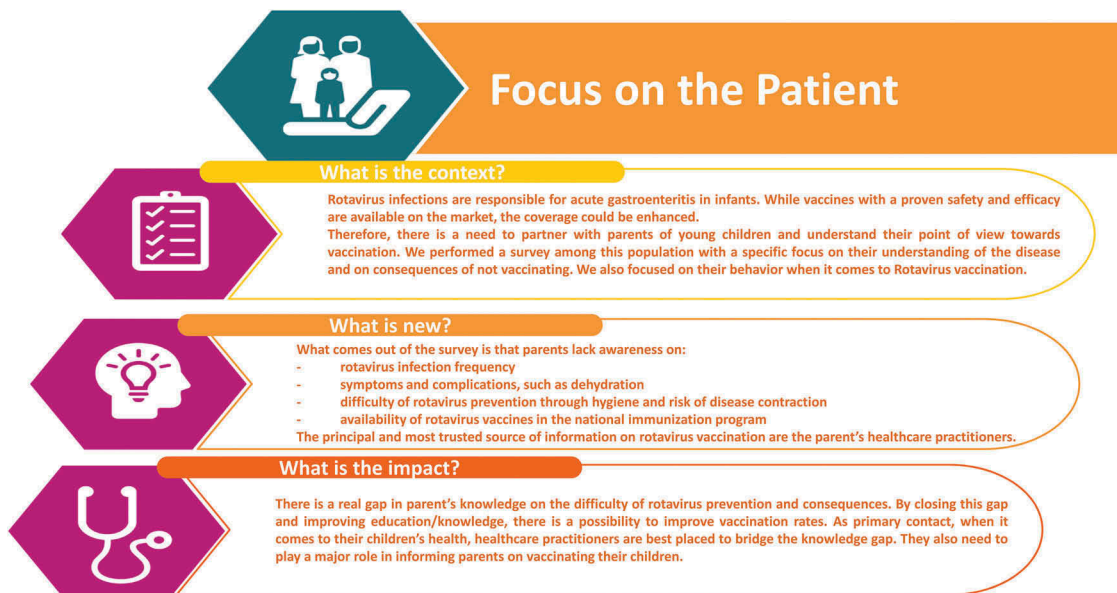 Focus on the Patient
What is the context?
Rotavirus infections are responsible for acute gastroenteritis in infants. While vaccines with a proven safety and efficacy
are available on the market, the coverage could be enhanced.
Therefore, there is a need to partner with parents of young children and understand their point of view towards
vaccination. We performed a survey among this population with a specific focus on their understanding of the disease
and on consequences of not vaccinating. We also focused on their behavior when it comes to Rotavirus vaccination.
What is new?
What comes out of the survey is that parents lack awareness on:
- rotavirus infection frequency
- symptoms and complications, such as dehydration
- difficulty of rotavirus prevention through hygiene and risk of disease contraction
- availability of rotavirus vaccines in the national immunization program
The principal and most trusted source of information on rotavirus vaccination are the parent's healthcare practitioners.
What is the impact?
There is a real gap in parent's knowledge on the difficulty of rotavirus prevention and consequences. By closing this gap
and improving education/knowledge, there is a possibility to improve vaccination rates. As primary contact, when it
comes to their children's health, healthcare practitioners are best placed to bridge the knowledge gap. They also need to
play a major role in informing parents on vaccinating their children.